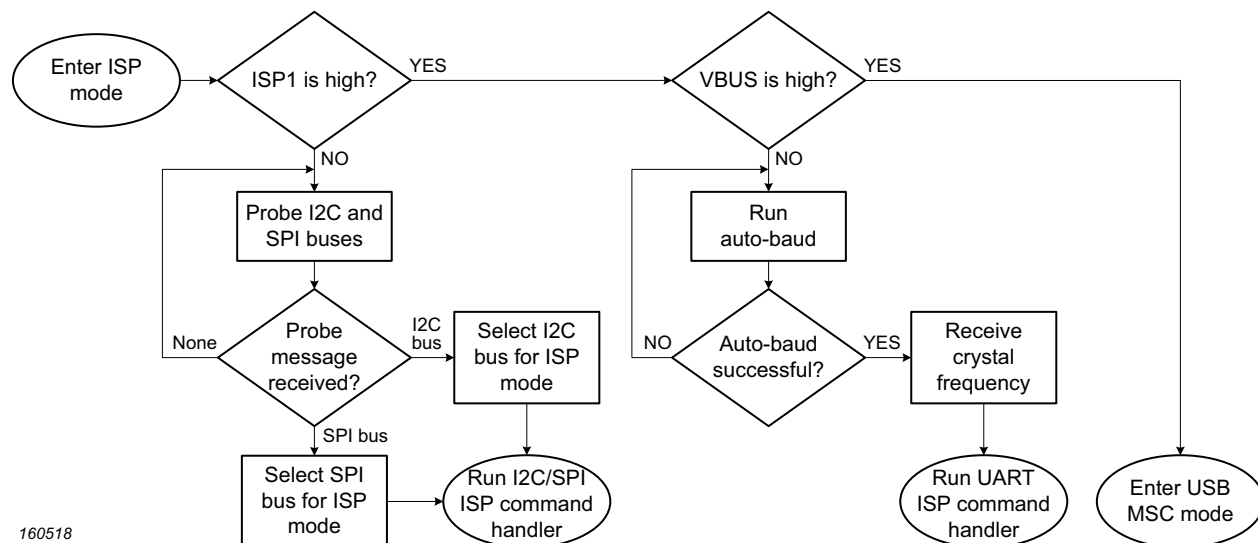 Enter ISP
mode
ISP1 is high?
YES
VBUS is high?
YES
NO
NO
Probe I2C and
SPI buses
Run
auto-baud
None
Probe
message
received?
I2C
bus
Select I2C
bus for ISP
mode
NO
Auto-baud
successful?
YES
Receive
crystal
frequency
SPI bus
Select SPI
bus for ISP
mode
Run I2C/SPI
ISP command
handler
Run UART
ISP command
handler
Enter USB
MSC mode
160518